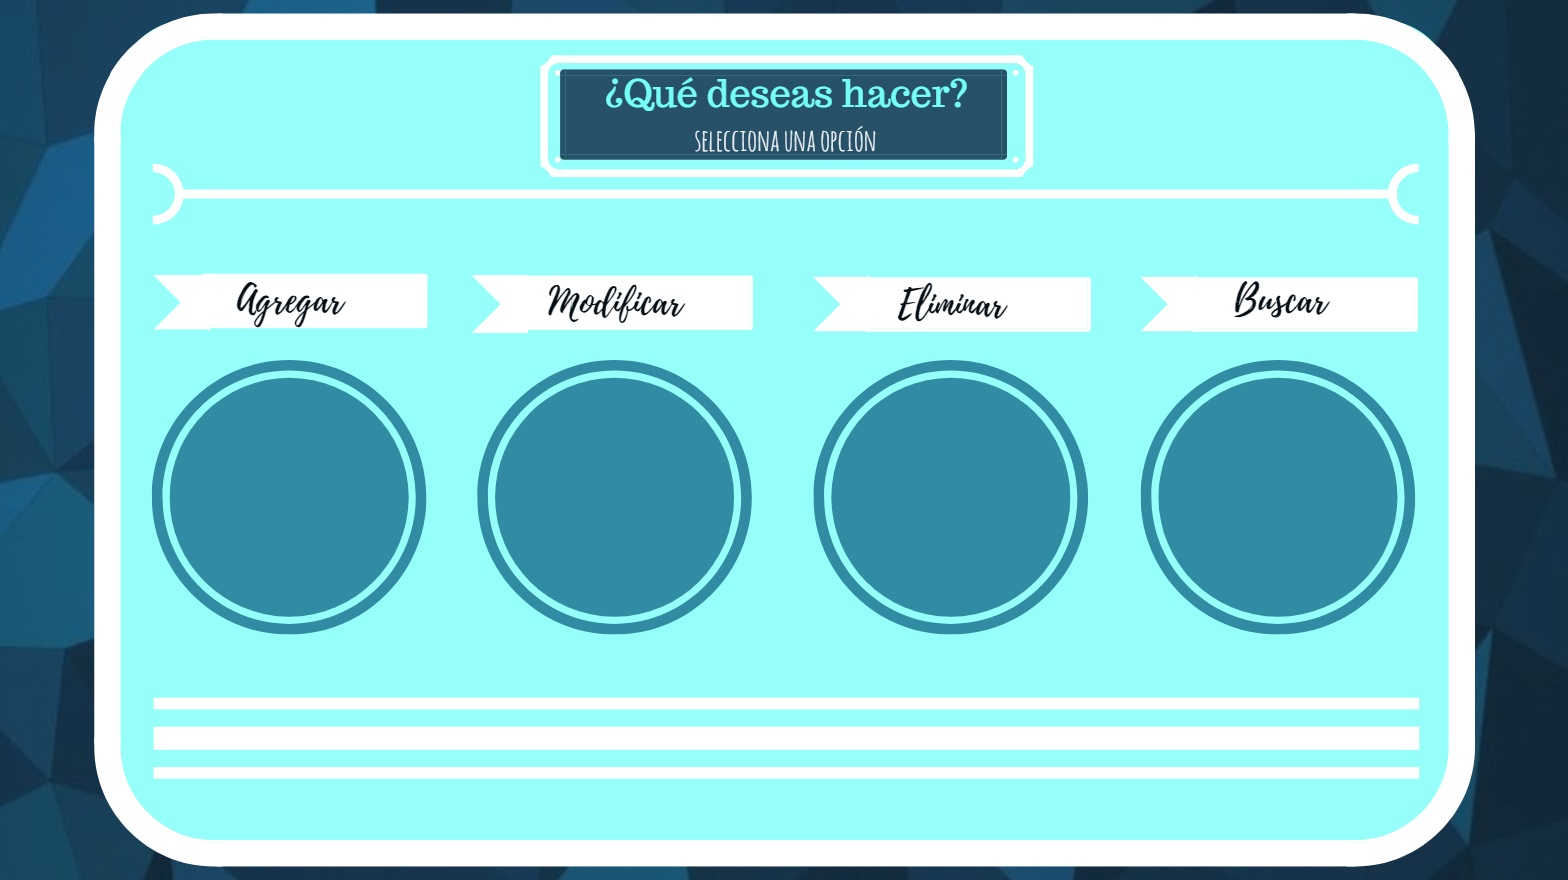 ¿Qué deseas hacer?
SELECCIONA UNA OPCIÓN
Agregar
Modificar
Eliminar
Buscar